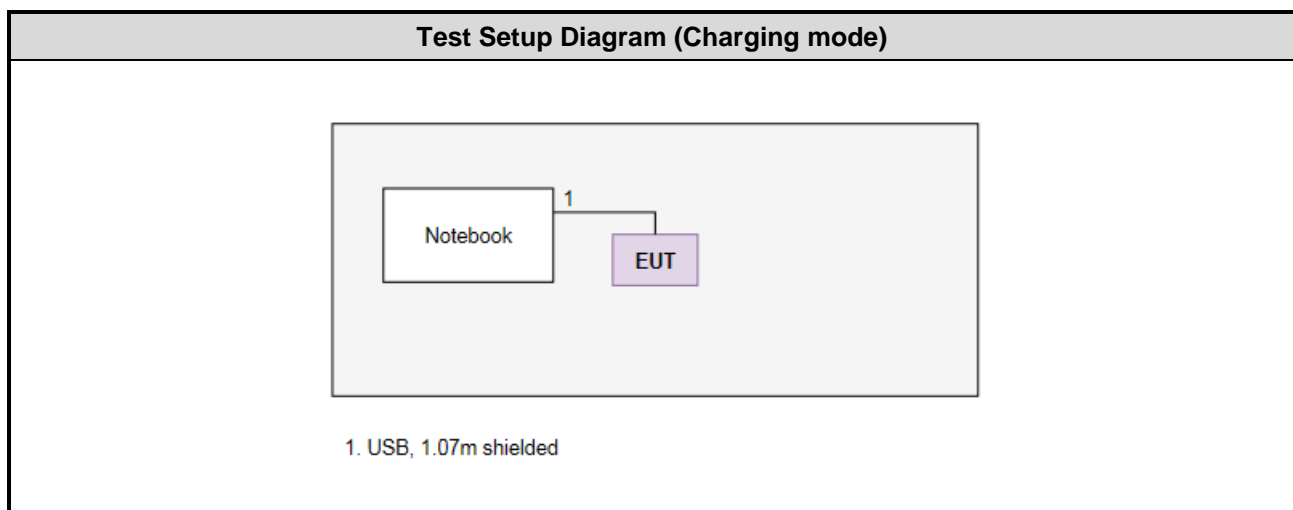 Test Setup Diagram (Charging mode)
1
Notebook
EUT
1. USB, 1.07m shielded